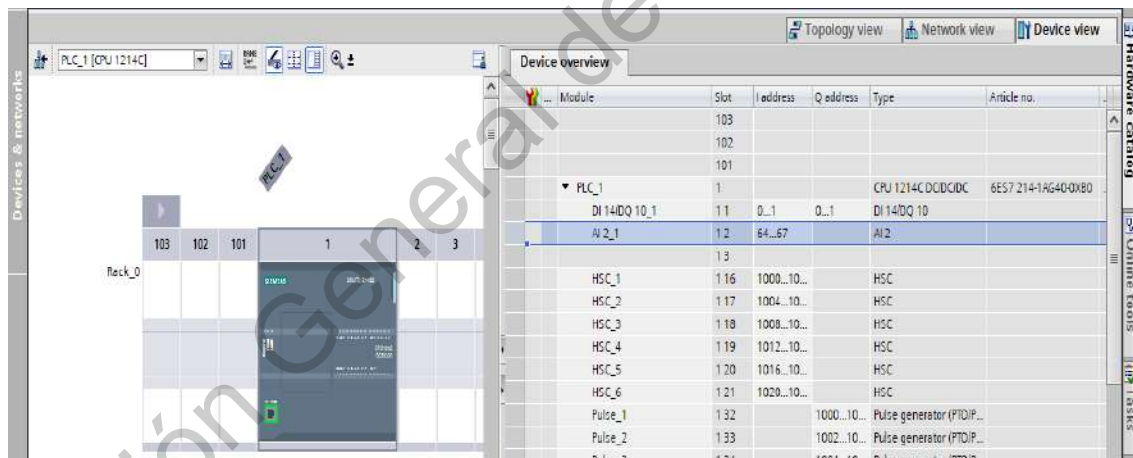 Topology view Network view Device view
Hardware catalog
Online tools
Tasks
Devices & networks
PLC_1 [CPU 1214C]
PLC_1
103 102 101 1 2 3
Rack_0
SIEMENS
Device overview
... Module Slot I address Q address Type Article no.
103
102
101
PLC_1 1 CPU 1214C DC/DC/DC 6ES7 214-1AG40-0XB0
DI 14/DQ 10_1 1 1 0...1 0...1 DI 14/DQ 10
AI 2_1 1 2 64...67 AI 2
1 3
HSC_1 1 16 1000...10... HSC
HSC_2 1 17 1004...10... HSC
HSC_3 1 18 1008...10... HSC
HSC_4 1 19 1012...10... HSC
HSC_5 1 20 1016...10... HSC
HSC_6 1 21 1020...10... HSC
Pulse_1 1 32 1000...10... Pulse generator (PTO/P...
Pulse_2 1 33 1002...10... Pulse generator (PTO/P...
General de